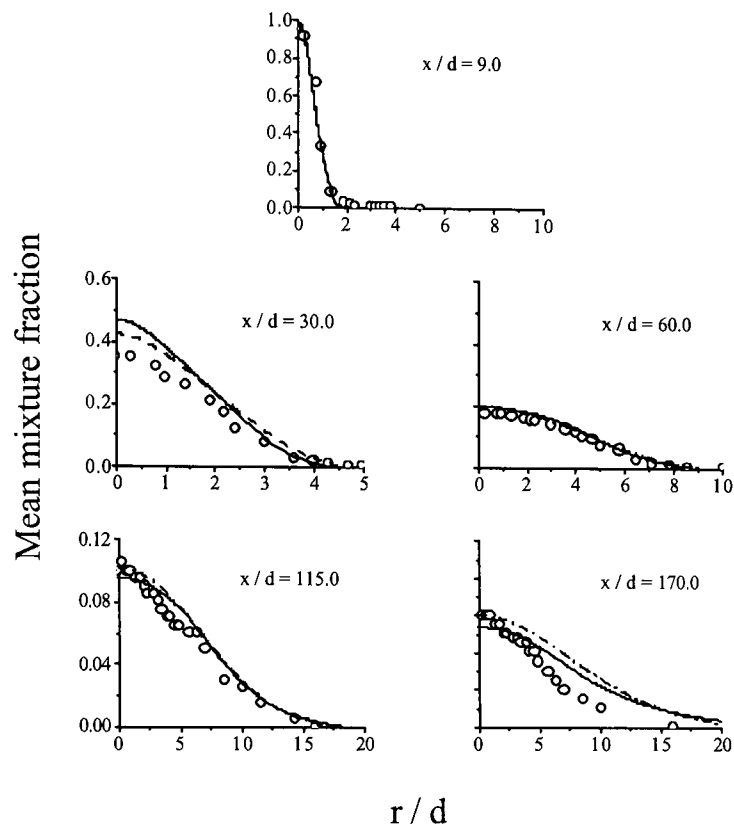 1.0
0.8
0.6
0.4
0.2
0.0
x / d = 9.0
0 2 4 6 8 10
Mean mixture fraction
0.6
0.4
0.2
0.0
x / d = 30.0
0 1 2 3 4 5
x / d = 60.0
0 2 4 6 8 10
0.12
0.08
0.04
0.00
x / d = 115.0
0 5 10 15 20
x / d = 170.0
0 5 10 15 20
r / d